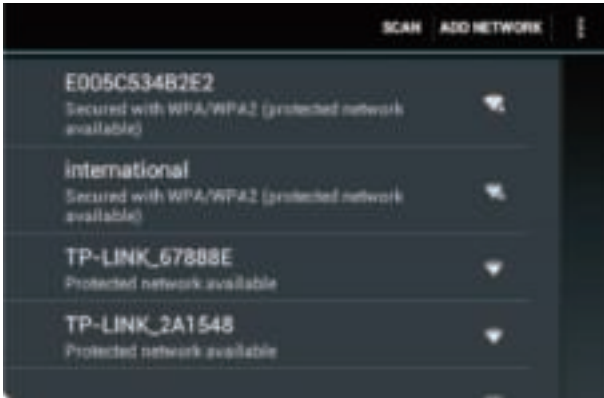 SCAN ADD NETWORK
E005C534B2E2
Secured with WPA/WPA2 (protected network
available)
international
Secured with WPA/WPA2 (protected network
available)
TP-LINK_67888E
Protected network available
TP-LINK_2A1548
Protected network available